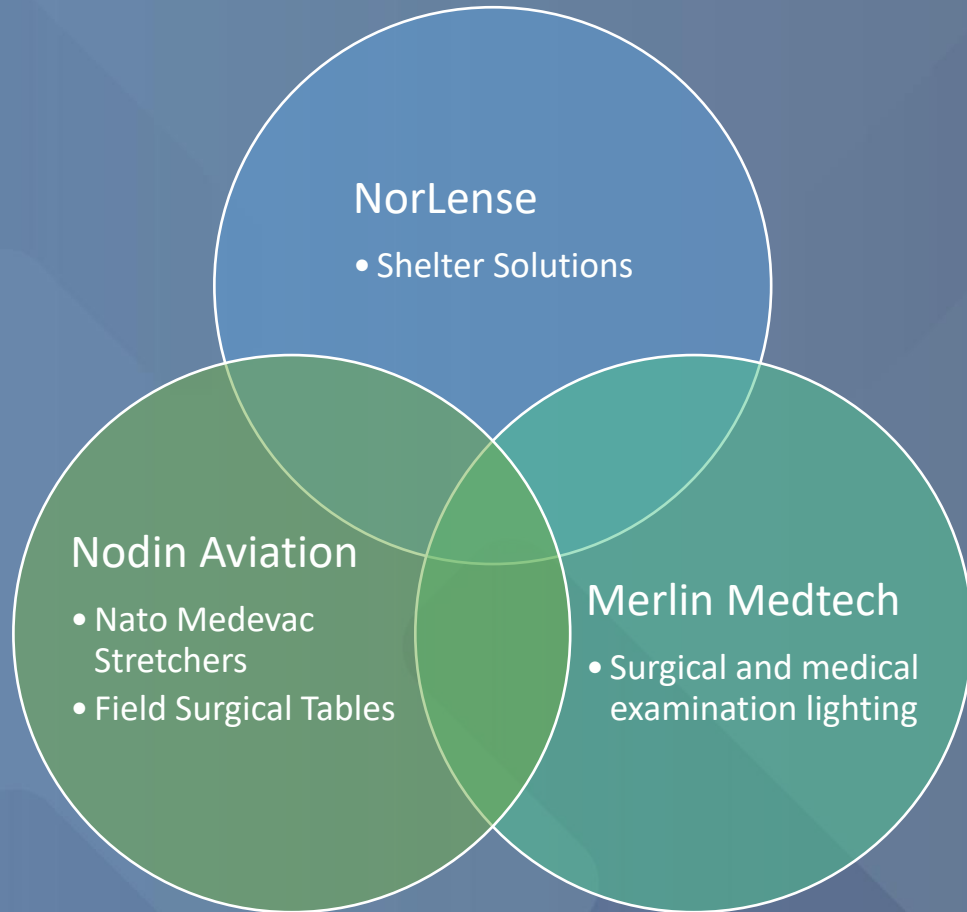 NorLense
• Shelter Solutions
Nodin Aviation
• Nato Medevac
Stretchers
• Field Surgical Tables
Merlin Medtech
• Surgical and medical
examination lighting